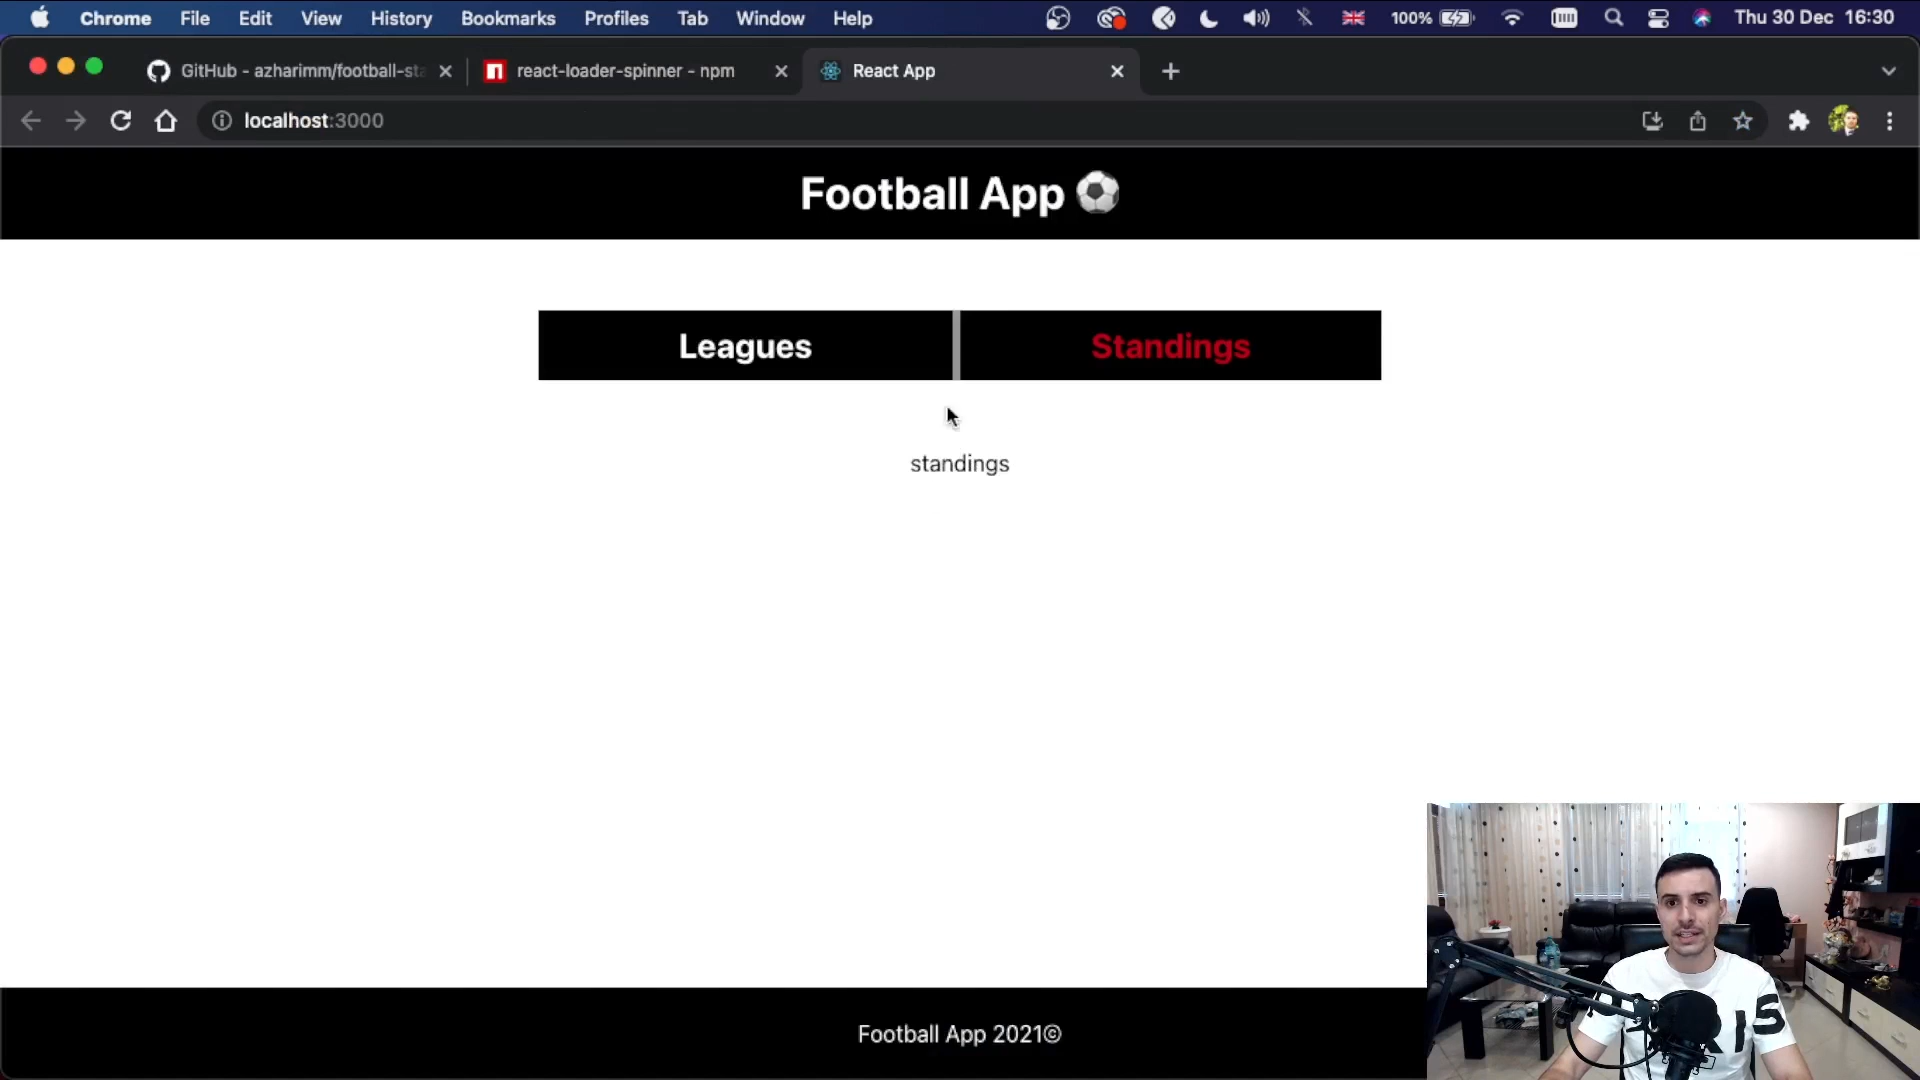 Chrome File Edit View History Bookmarks Profiles Tab Window Help 100% Thu 30 Dec 16:30
GitHub - azharimm/football-sta react-loader-spinner - npm React App
localhost:3000
Football App
Leagues Standings
standings
Football App 2021©